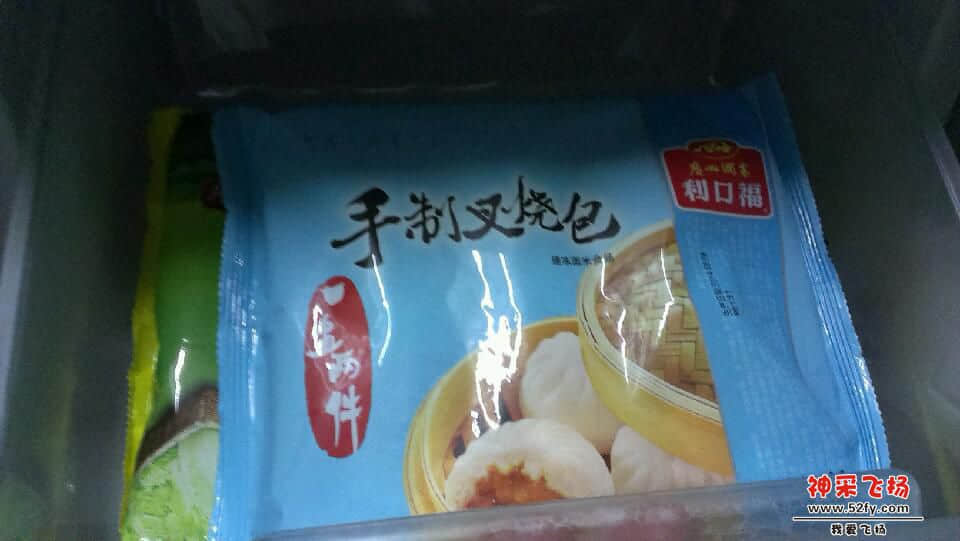 广州酒家
利口福
手制叉烧包
一盅两件
神采飞扬
www.52fy.com
我爱飞扬